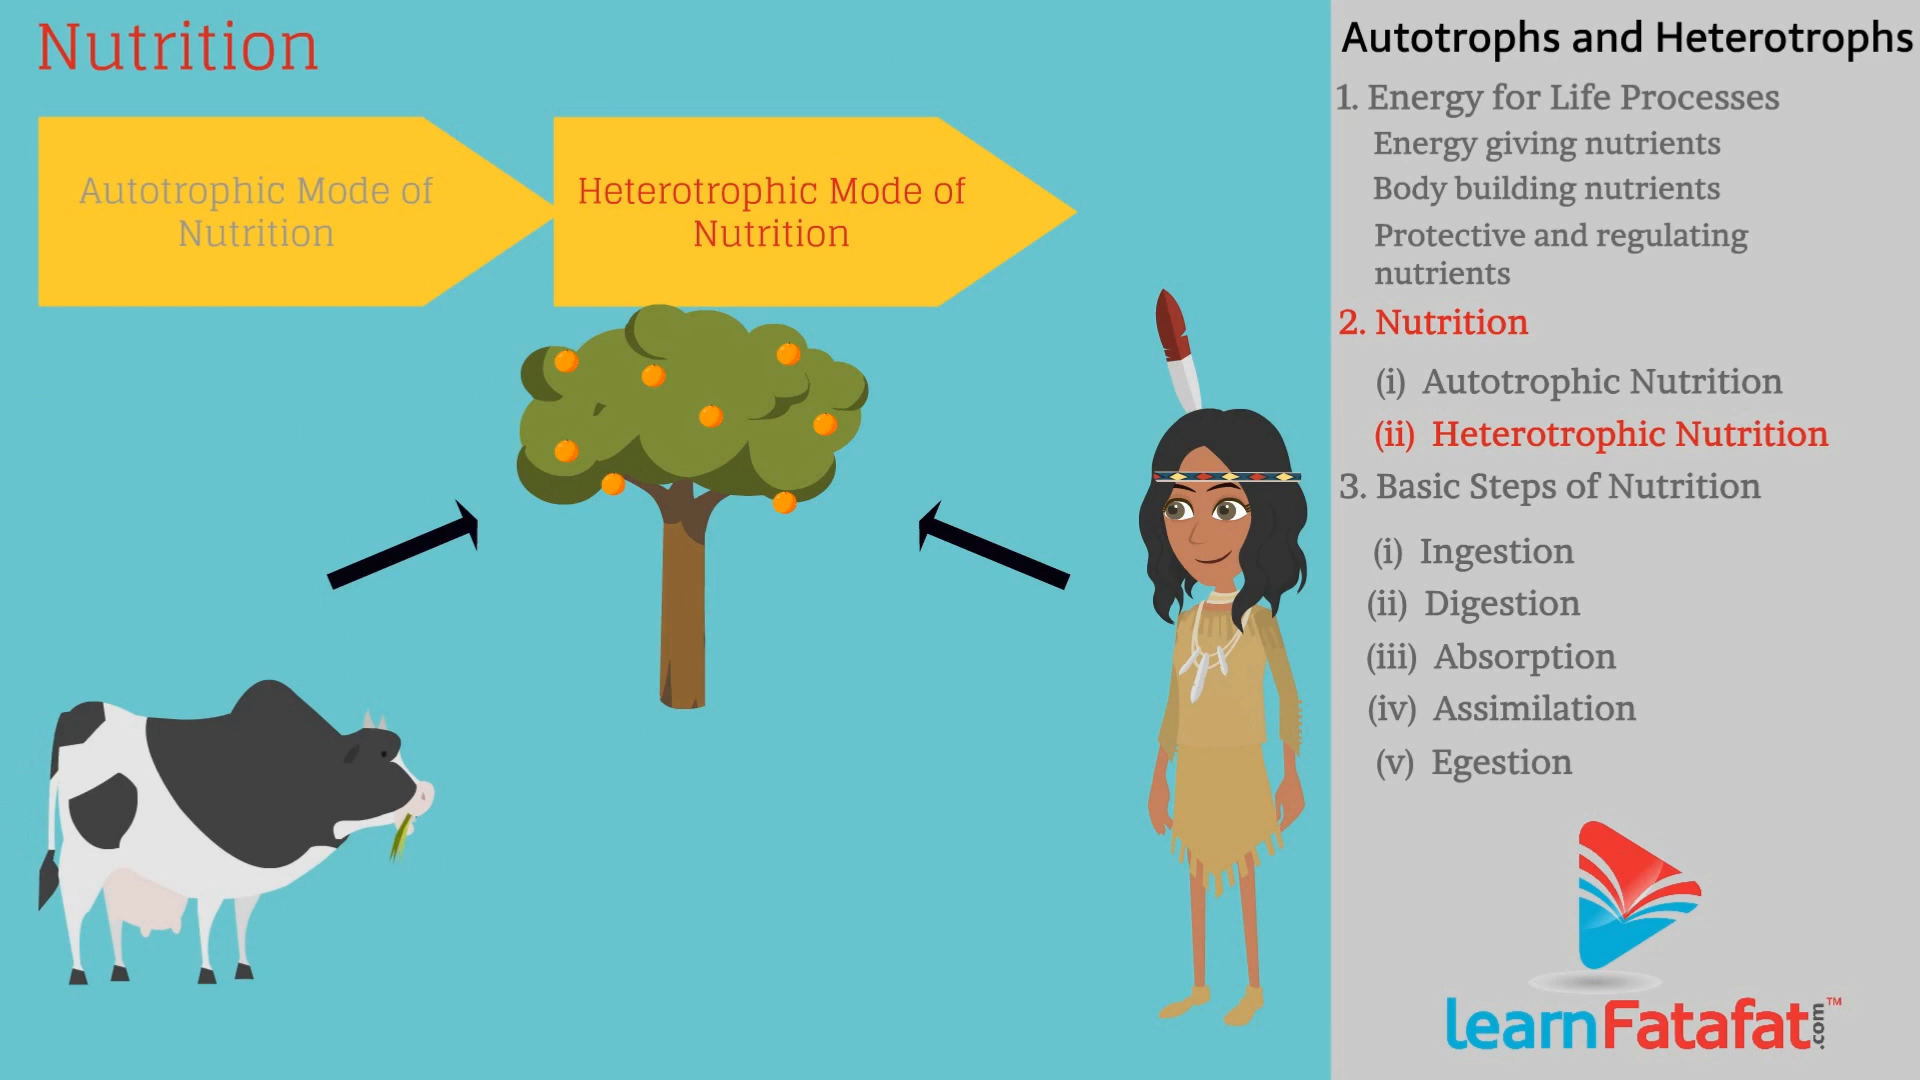 Nutrition
Autotrophic Mode of
Nutrition
Heterotrophic Mode of
Nutrition
Autotrophs and Heterotrophs
1. Energy for Life Processes
Energy giving nutrients
Body building nutrients
Protective and regulating
nutrients
2. Nutrition
(i) Autotrophic Nutrition
(ii) Heterotrophic Nutrition
3. Basic Steps of Nutrition
(i) Ingestion
(ii) Digestion
(iii) Absorption
(iv) Assimilation
(v) Egestion
learnFatafat.com™